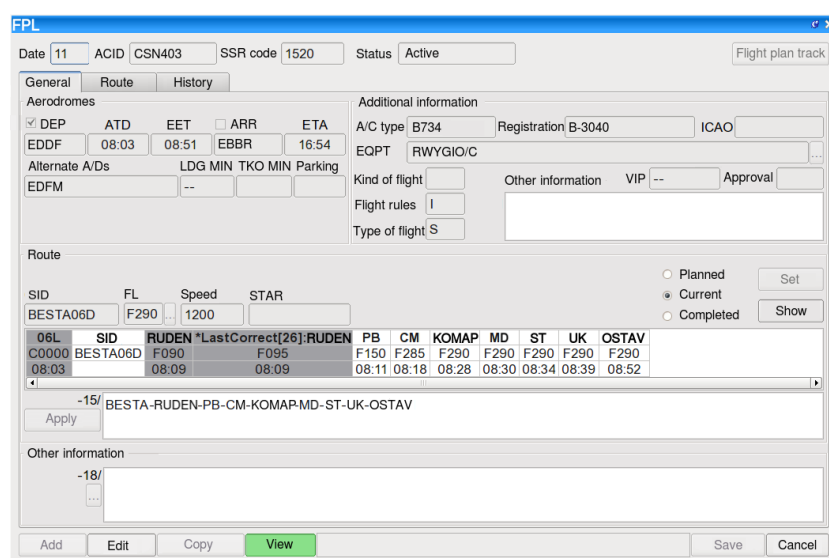 FPL
Date 11 ACID CSN403 SSR code 1520 Status Active Flight plan track
General Route History
Aerodromes Additional information
DEP ATD EET ARR ETA A/C type B734 Registration B-3040 ICAO
EDDF 08:03 08:51 EBBR 16:54 EQPT RWYGIO/C ...
Alternate A/Ds LDG MIN TKO MIN Parking Kind of flight Other information VIP -- Approval
EDFM -- Flight rules I
Type of flight S
Route
Planned Set
SID FL Speed STAR Current
BESTA06D F290 ... 1200 Completed Show
06L SID RUDEN *LastCorrect[26]:RUDEN PB CM KOMAP MD ST UK OSTAV
C0000 BESTA06D F090 F095 F150 F285 F290 F290 F290 F290 F290
08:03 08:09 08:09 08:11 08:18 08:28 08:30 08:34 08:39 08:52
-15/ BESTA-RUDEN-PB-CM-KOMAP-MD-ST-UK-OSTAV
Apply
Other information
-18/
...
Add Edit Copy View Save Cancel